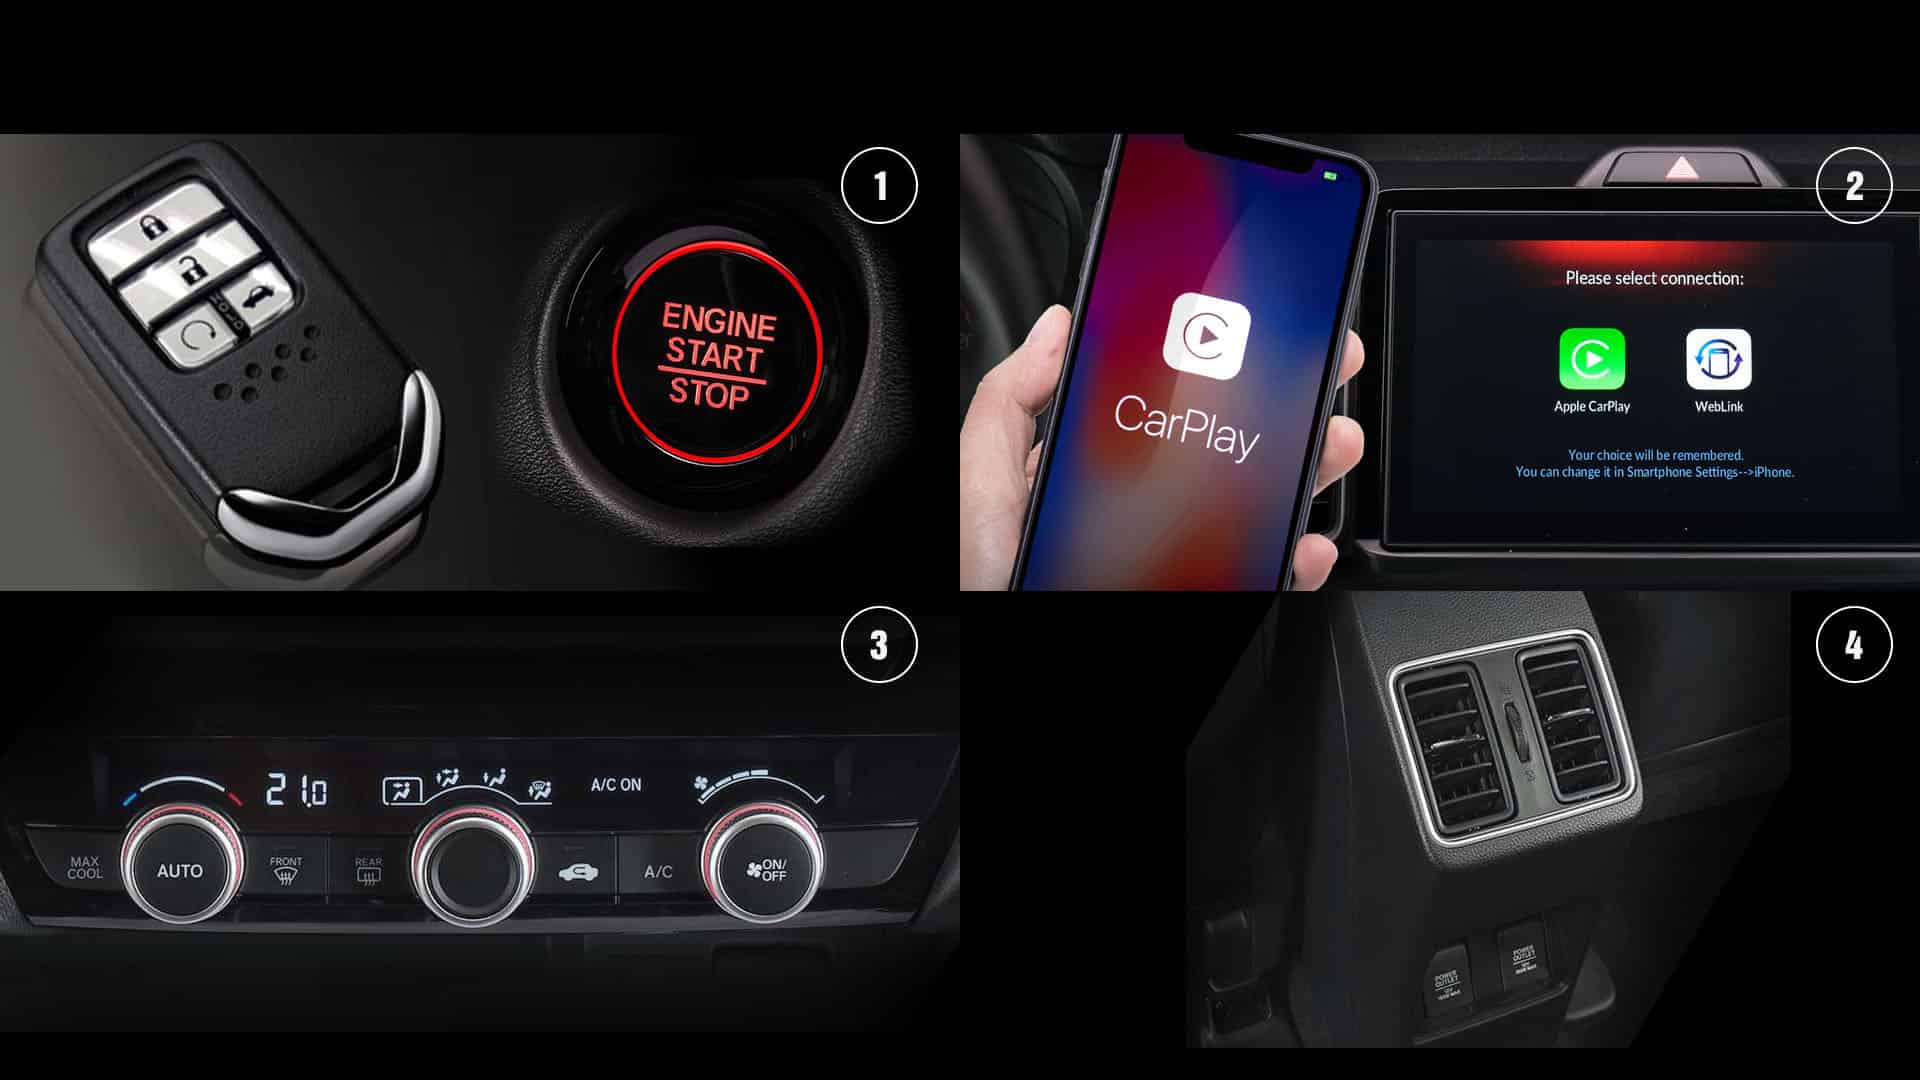 1
HOLD
ENGINE
START
STOP
2
CarPlay
Please select connection:
Apple CarPlay
WebLink
Your choice will be remembered.
You can change it in Smartphone Settings-->iPhone.
3
21.0
A/C ON
MAX
COOL
AUTO
FRONT
REAR
A/C
ON/
OFF
4
POWER
OUTLET
POWER
OUTLET